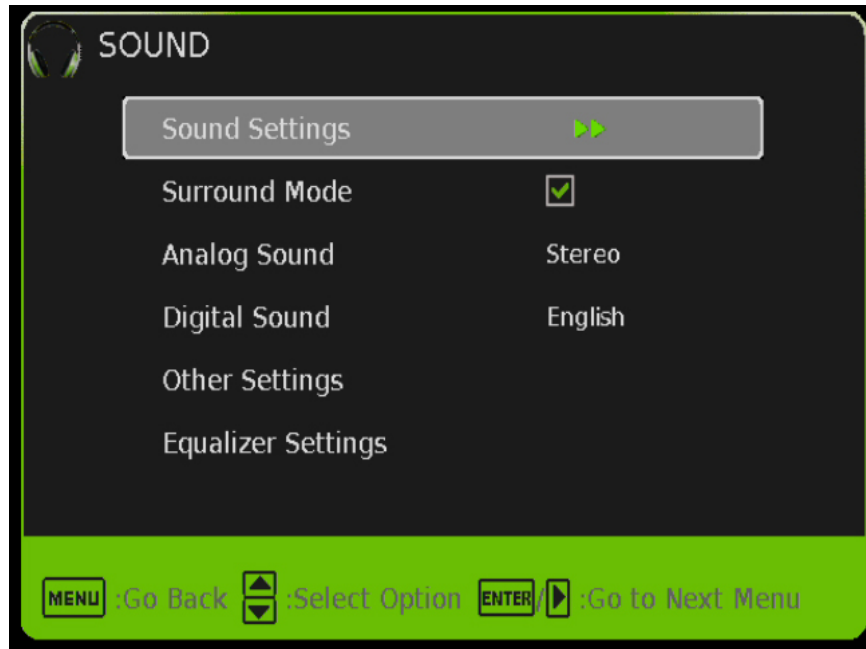 SOUND
Sound Settings
Surround Mode
Analog Sound Stereo
Digital Sound English
Other Settings
Equalizer Settings
MENU :Go Back :Select Option ENTER/ :Go to Next Menu